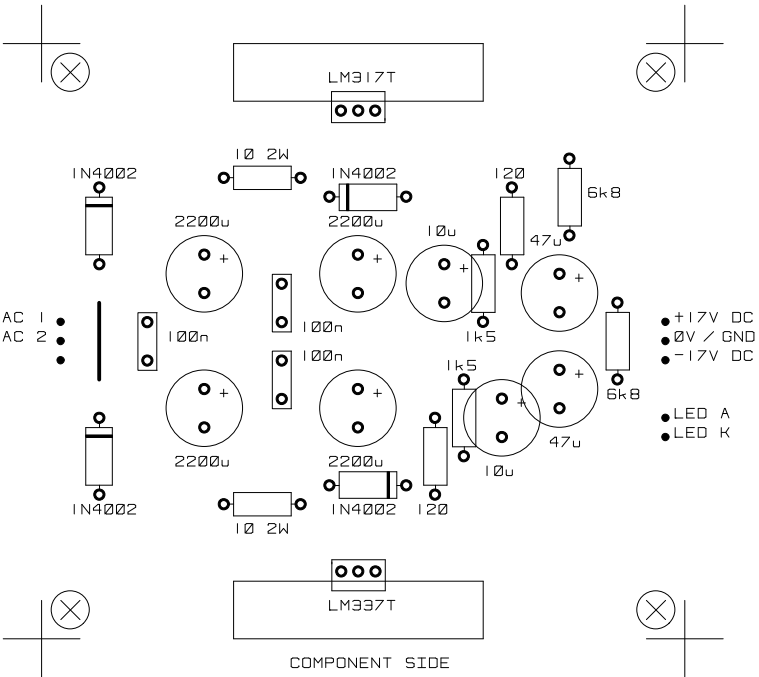 LM317T
10 2W
1N4002
1N4002
120
6k8
2200u
2200u
10u
47u
+
+
+
+
AC 1
AC 2
100n
100n
1k5
+17V DC
0V / GND
-17V DC
100n
1k5
6k8
+
+
+
+
LED A
LED K
2200u
2200u
10u
47u
1N4002
1N4002
120
10 2W
LM337T
COMPONENT SIDE